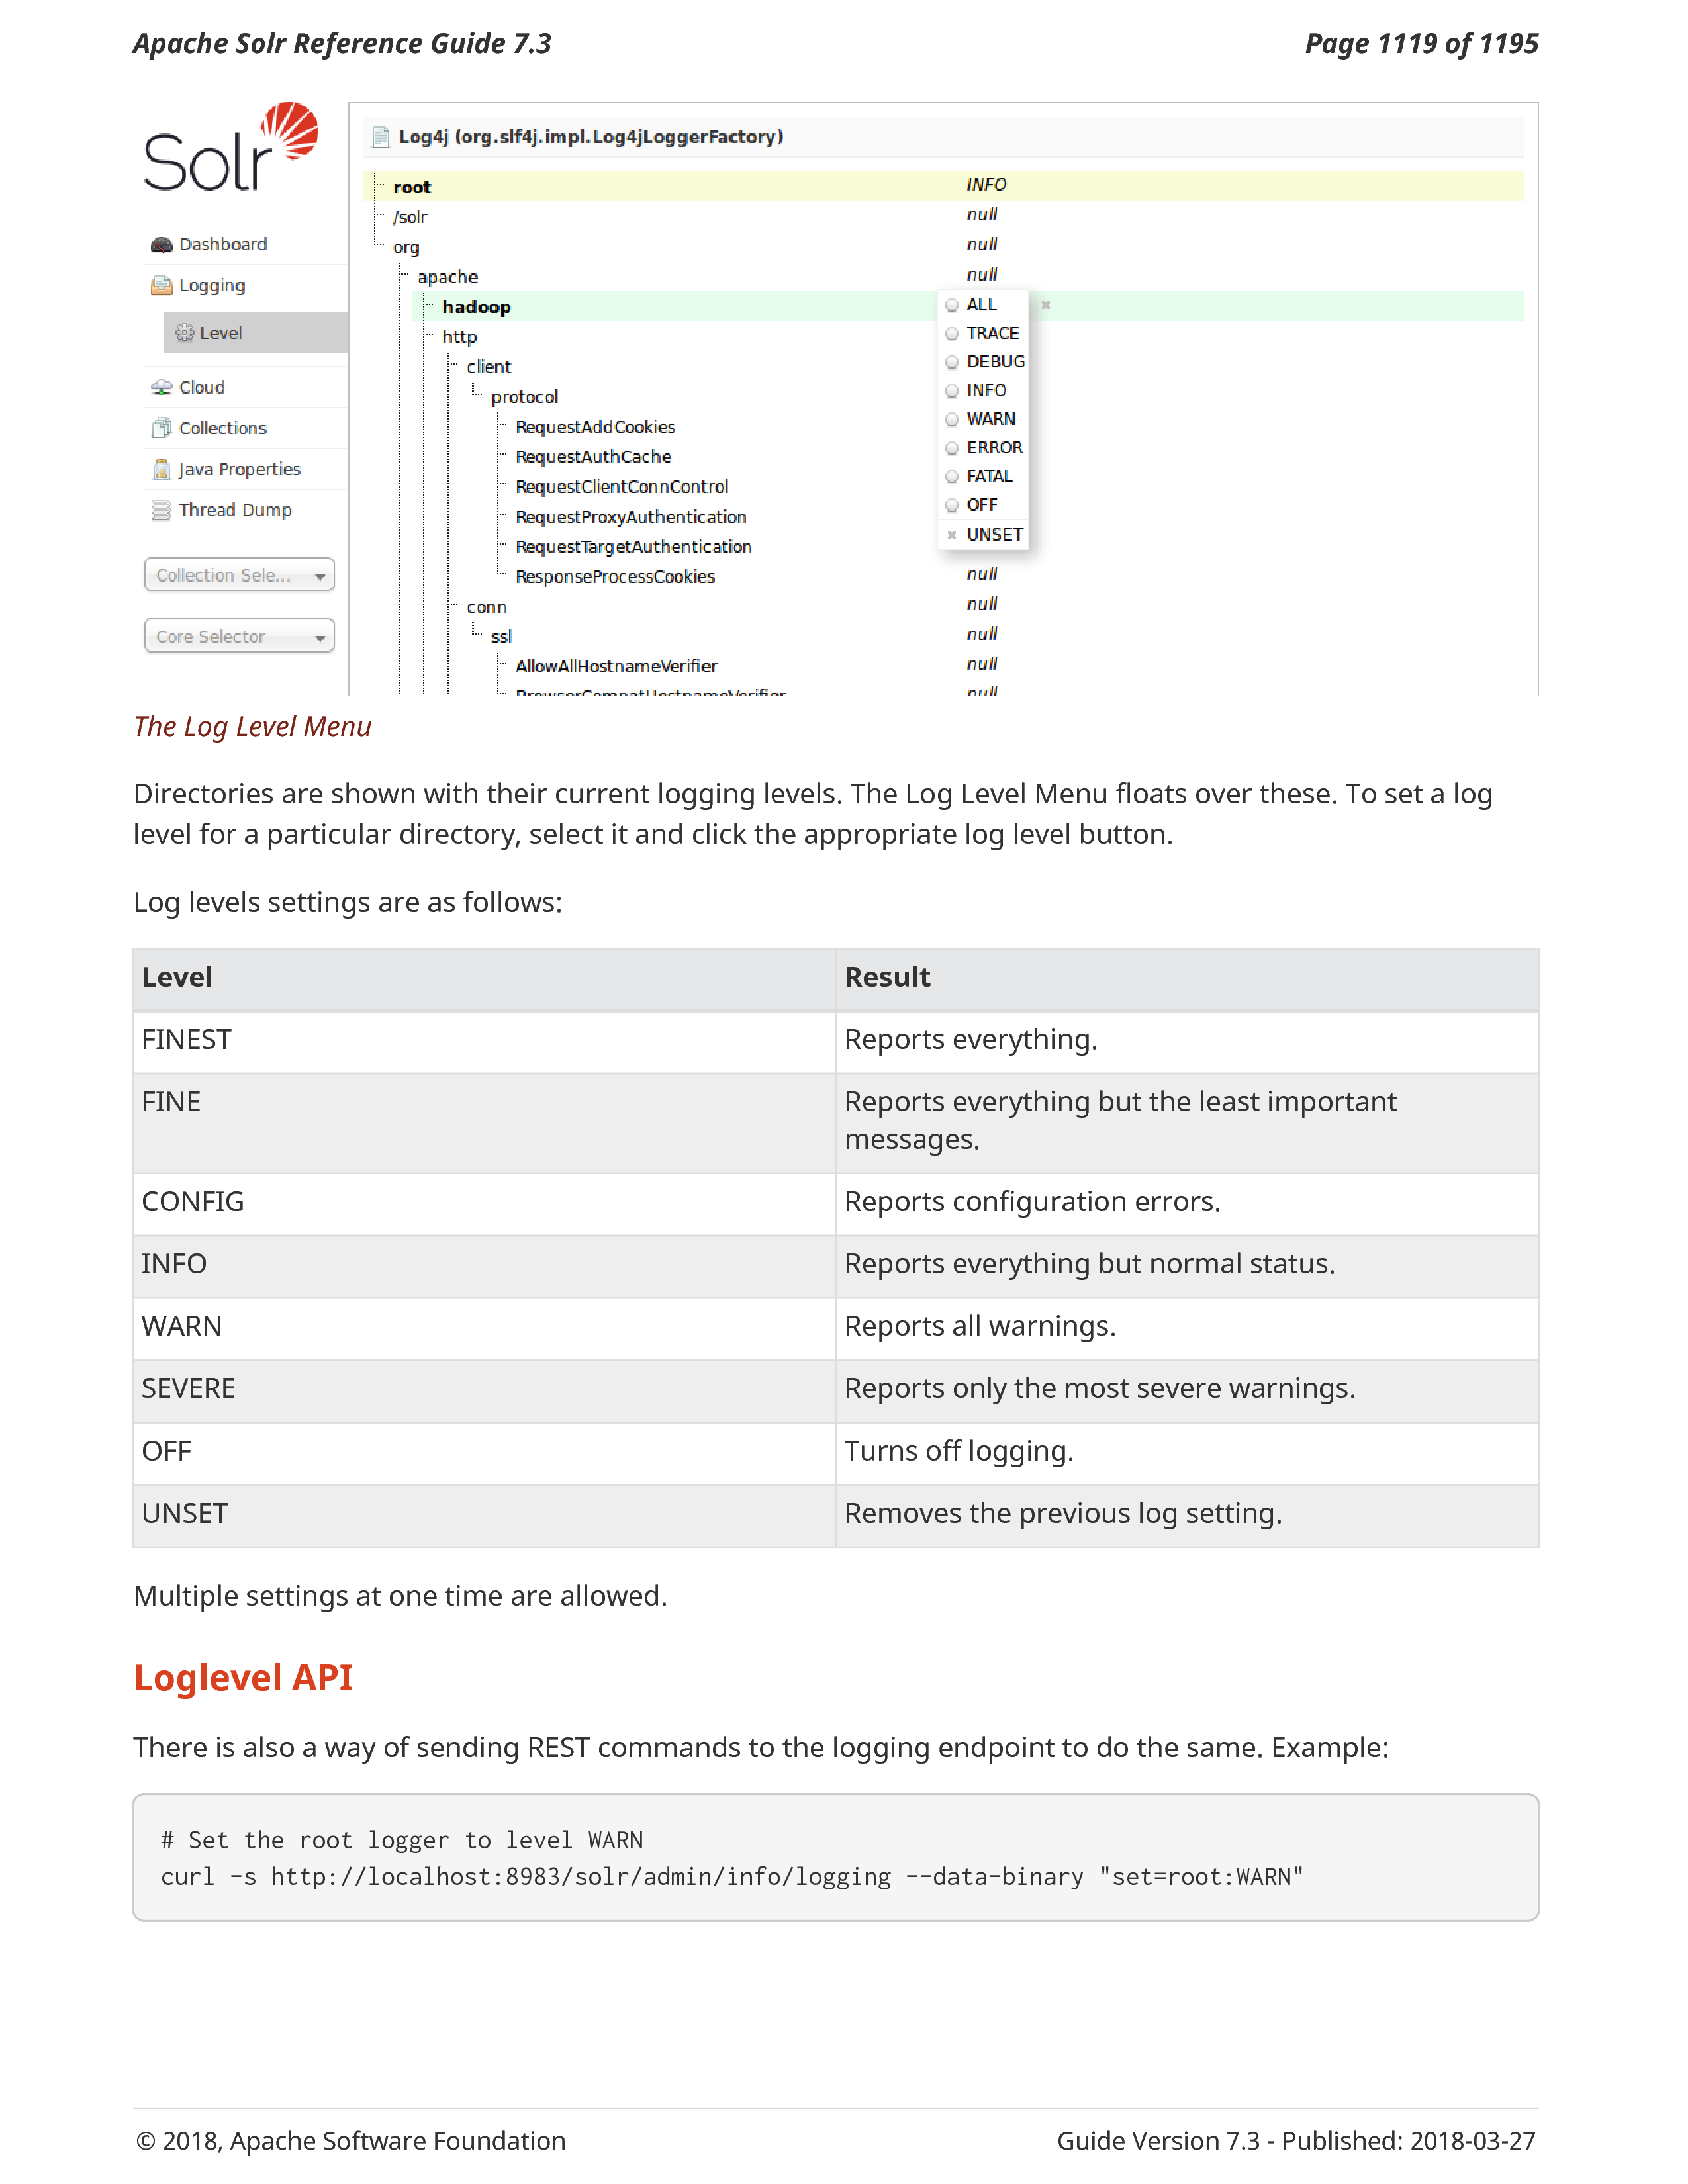 Apache Solr Reference Guide 7.3
Page 1119 of 1195
Solr
Dashboard
Logging
Level
Cloud
Collections
Java Properties
Thread Dump
Collection Sele...
Core Selector
Log4j (org.slf4j.impl.Log4jLoggerFactory)
root INFO
/solr null
org null
apache null
hadoop
http
client
protocol
RequestAddCookies
RequestAuthCache
RequestClientConnControl
RequestProxyAuthentication
RequestTargetAuthentication
ResponseProcessCookies null
conn null
ssl null
AllowAllHostnameVerifier null
BrowserCompatHostnameVerifier null
ALL
TRACE
DEBUG
INFO
WARN
ERROR
FATAL
OFF
UNSET
The Log Level Menu
Directories are shown with their current logging levels. The Log Level Menu floats over these. To set a log
level for a particular directory, select it and click the appropriate log level button.
Log levels settings are as follows:
Level Result
FINEST Reports everything.
FINE Reports everything but the least important
messages.
CONFIG Reports configuration errors.
INFO Reports everything but normal status.
WARN Reports all warnings.
SEVERE Reports only the most severe warnings.
OFF Turns off logging.
UNSET Removes the previous log setting.
Multiple settings at one time are allowed.
Loglevel API
There is also a way of sending REST commands to the logging endpoint to do the same. Example:
# Set the root logger to level WARN
curl -s http://localhost:8983/solr/admin/info/logging --data-binary "set=root:WARN"
© 2018, Apache Software Foundation
Guide Version 7.3 - Published: 2018-03-27